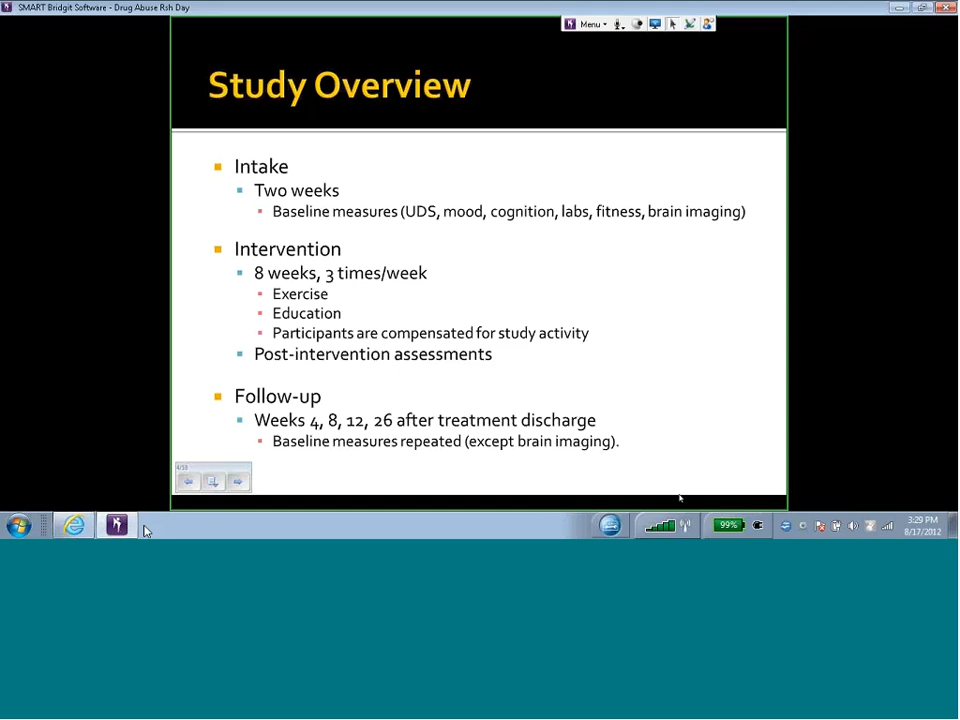 SMART Bridgit Software - Drug Abuse Rsh Day
Menu
Study Overview
Intake
Two weeks
Baseline measures (UDS, mood, cognition, labs, fitness, brain imaging)
Intervention
8 weeks, 3 times/week
Exercise
Education
Participants are compensated for study activity
Post-intervention assessments
Follow-up
Weeks 4, 8, 12, 26 after treatment discharge
Baseline measures repeated (except brain imaging).
99%
3:29 PM
8/17/2012